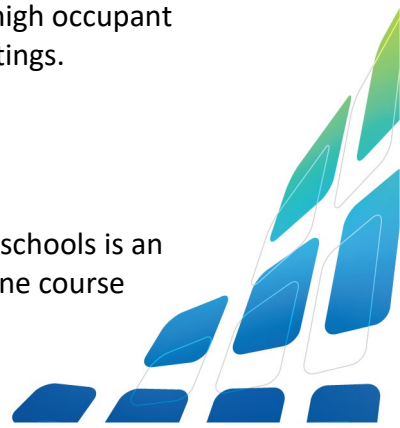 high occupant
tings.
schools is an
ne course